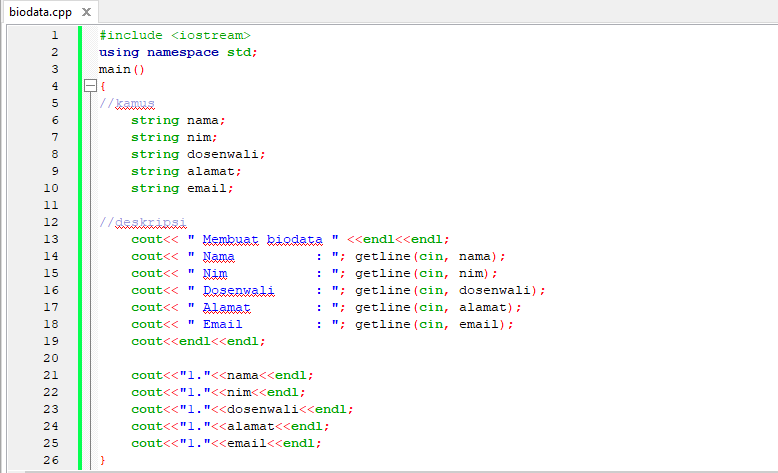 biodata.cpp X
1 #include <iostream>
2 using namespace std;
3 main()
4 {
5 //kamus
6 string nama;
7 string nim;
8 string dosenwali;
9 string alamat;
10 string email;
11
12 //deskripsi
13 cout<< " Membuat biodata " <<endl<<endl;
14 cout<< " Nama          : "; getline(cin, nama);
15 cout<< " Nim           : "; getline(cin, nim);
16 cout<< " Dosenwali     : "; getline(cin, dosenwali);
17 cout<< " Alamat        : "; getline(cin, alamat);
18 cout<< " Email         : "; getline(cin, email);
19 cout<<endl<<endl;
20
21 cout<<"1."<<nama<<endl;
22 cout<<"1."<<nim<<endl;
23 cout<<"1."<<dosenwali<<endl;
24 cout<<"1."<<alamat<<endl;
25 cout<<"1."<<email<<endl;
26 }